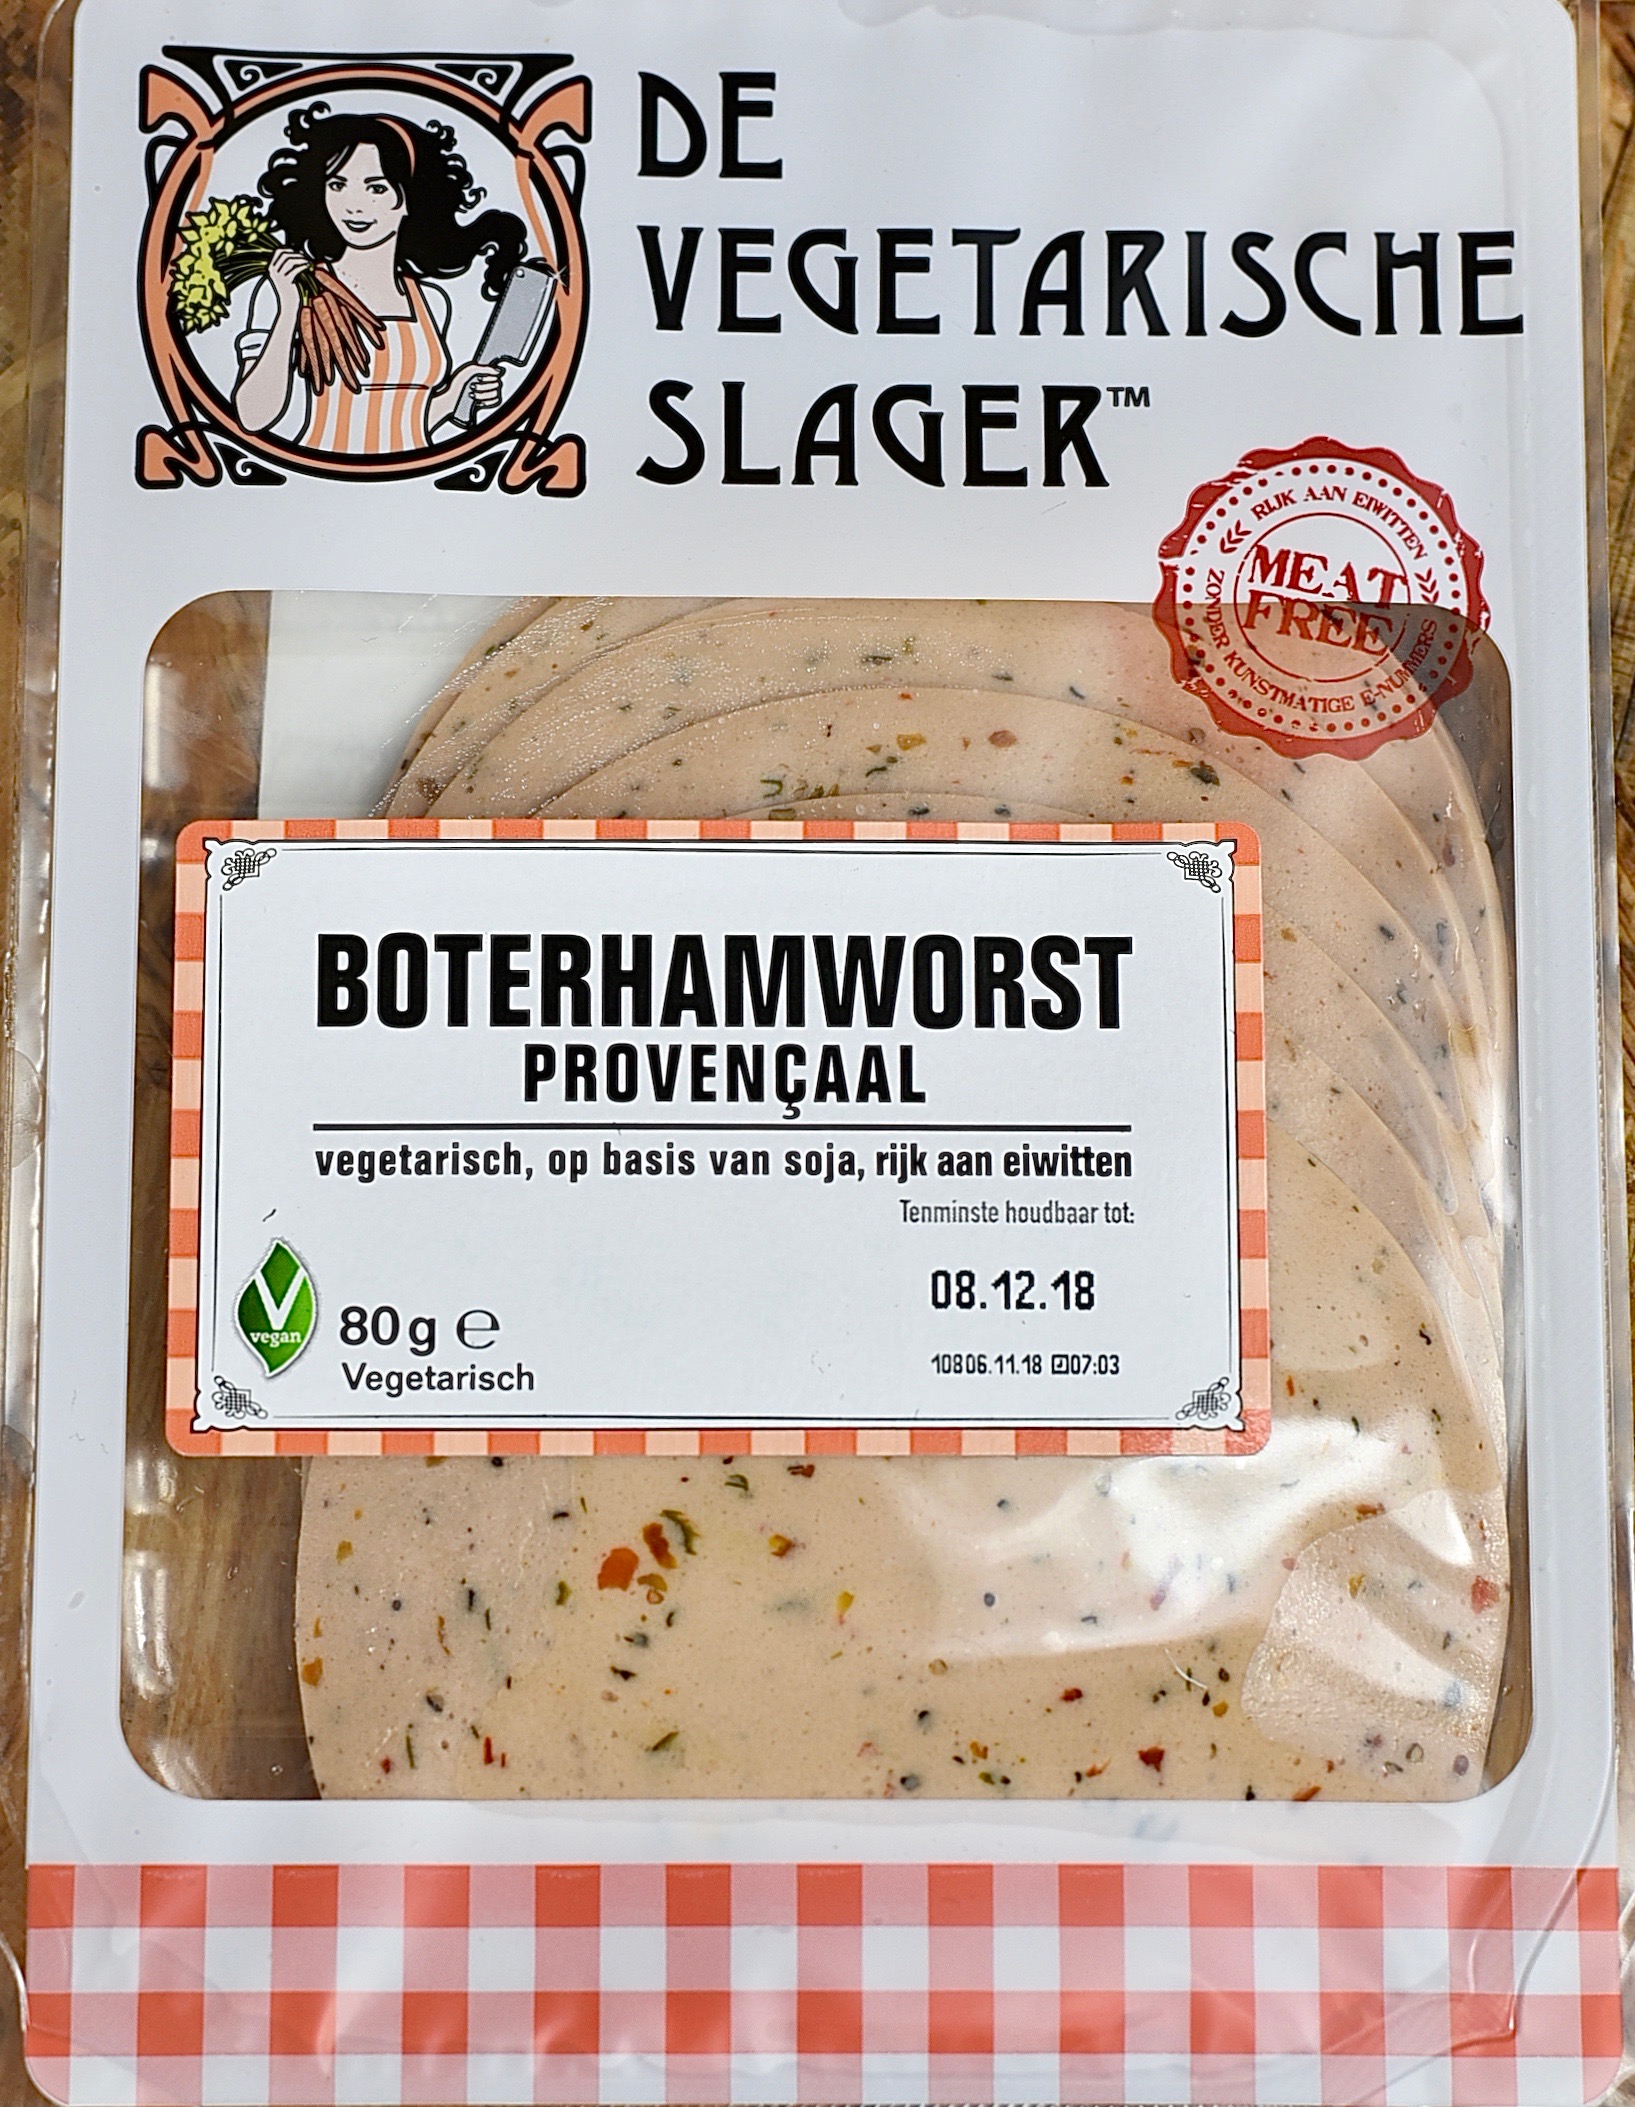 DE
VEGETARISCHE
SLAGER™
RIJK AAN EIWITTEN
MEAT
FREE
ZONDER KUNSTMATIGE E-NUMMERS
BOTERHAMWORST
PROVENÇAAL
vegetarisch, op basis van soja, rijk aan eiwitten
Tenminste houdbaar tot:
08.12.18
V
vegan
80 g ℮
Vegetarisch
10806.11.18 07:03